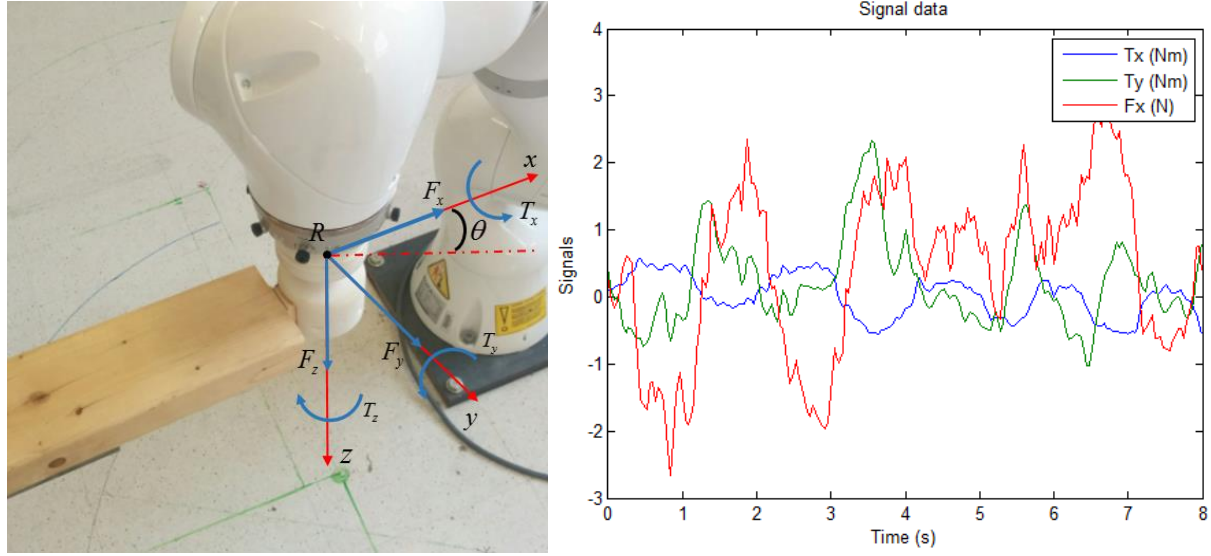 x
F_x
T_x
R
θ
F_z
F_y
T_y
T_z
y
z
Signal data
Tx (Nm)
Ty (Nm)
Fx (N)
Signals
4
3
2
1
0
-1
-2
-3
0 1 2 3 4 5 6 7 8
Time (s)